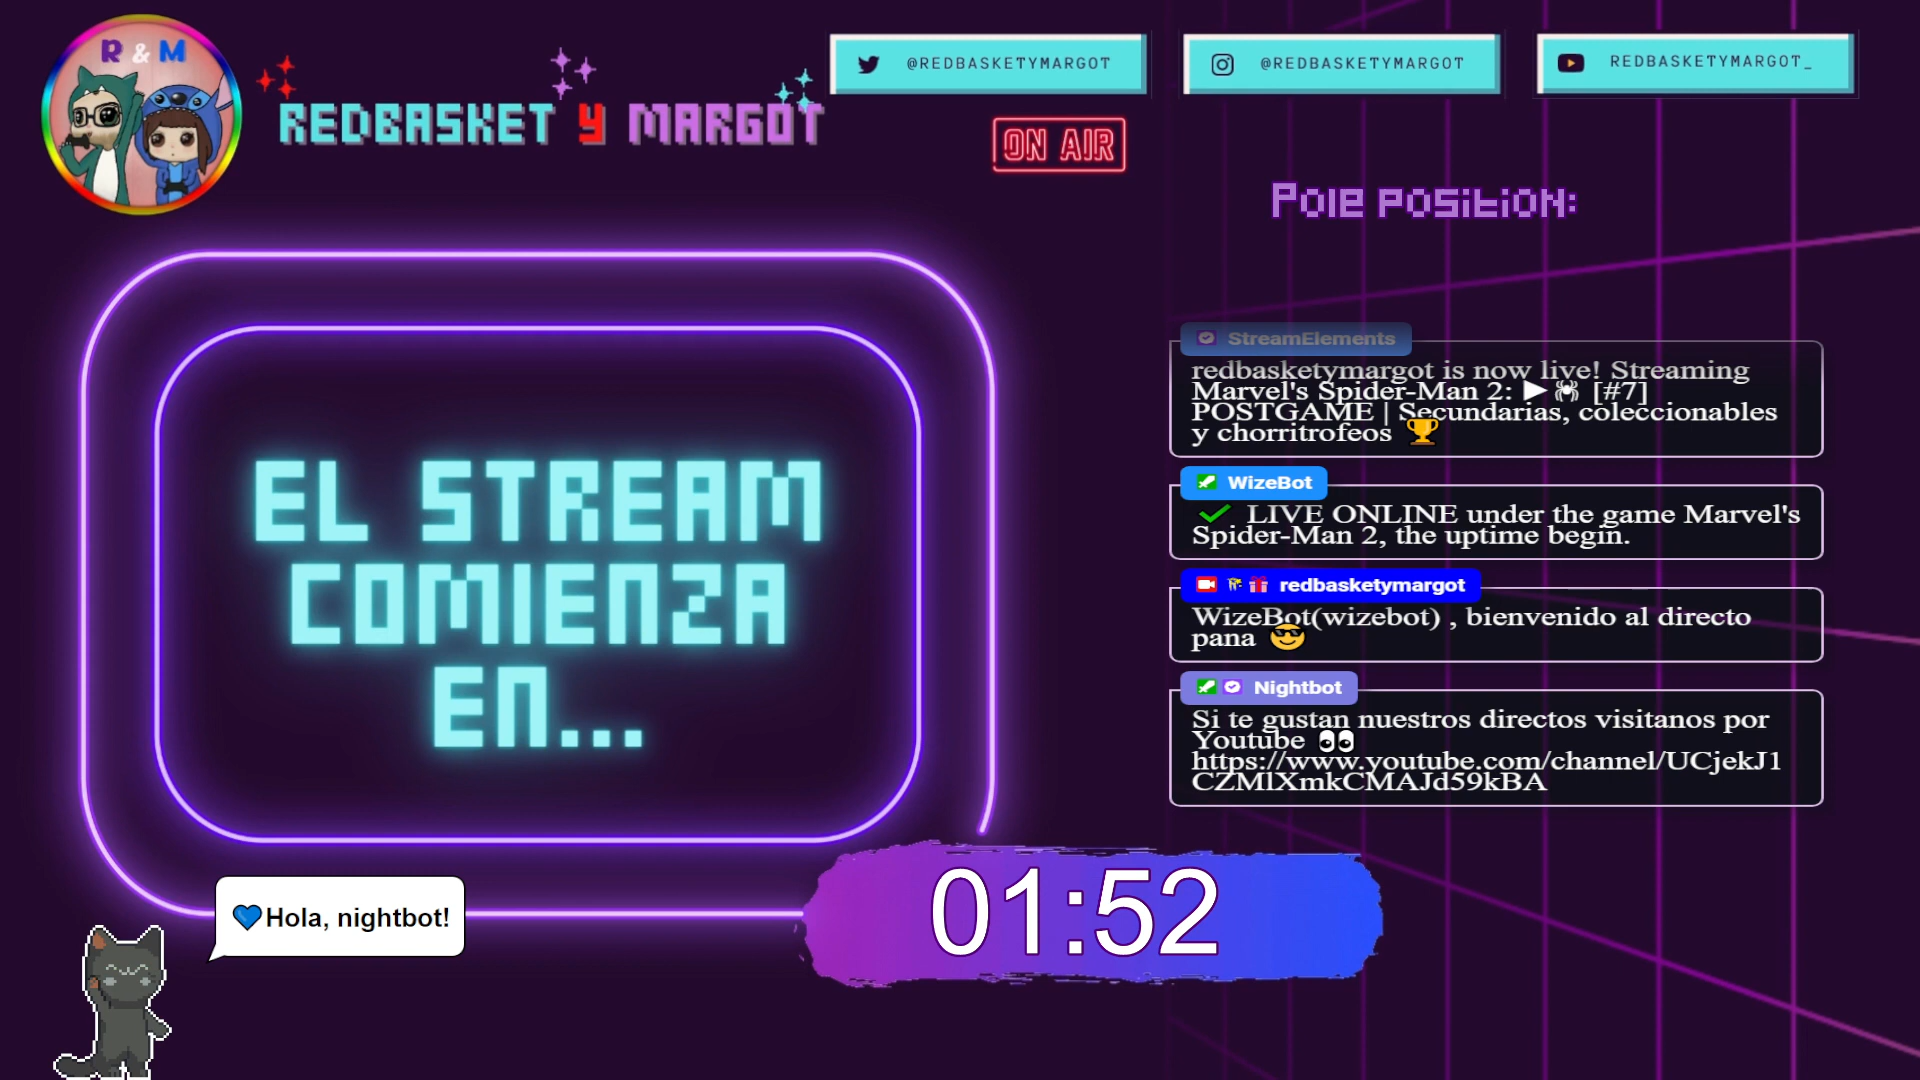 R & M
REDBASKET Y MARGOT
@REDBASKETYMARGOT
@REDBASKETYMARGOT
REDBASKETYMARGOT_
ON AIR
Pole position:
EL STREAM
COMIENZA
EN...
StreamElements
redbasketymargot is now live! Streaming
Marvel's Spider-Man 2: ▶🕷 [#7]
POSTGAME | Secundarias, coleccionables
y chorritrofeos 🏆
WizeBot
✔ LIVE ONLINE under the game Marvel's
Spider-Man 2, the uptime begin.
redbasketymargot
WizeBot(wizebot) , bienvenido al directo
pana 😎
Nightbot
Si te gustan nuestros directos visitanos por
Youtube 👀
https://www.youtube.com/channel/UCjekJ1
CZMlXmkCMAJd59kBA
💙Hola, nightbot!
01:52